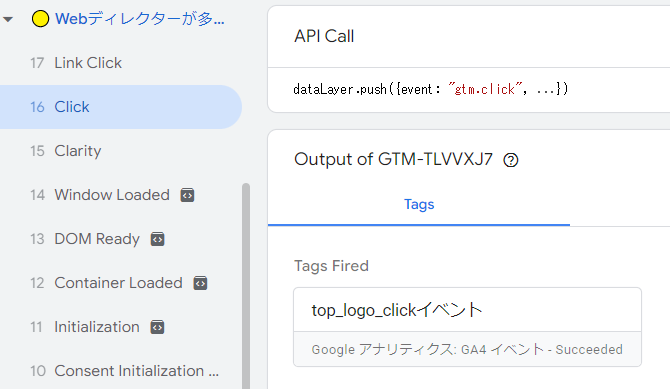 Webディレクターが多...
17 Link Click
16 Click
15 Clarity
14 Window Loaded
13 DOM Ready
12 Container Loaded
11 Initialization
10 Consent Initialization ...
API Call
dataLayer.push({event: "gtm.click", ...})
Output of GTM-TLVVXJ7
Tags
Tags Fired
top_logo_clickイベント
Google アナリティクス: GA4 イベント - Succeeded